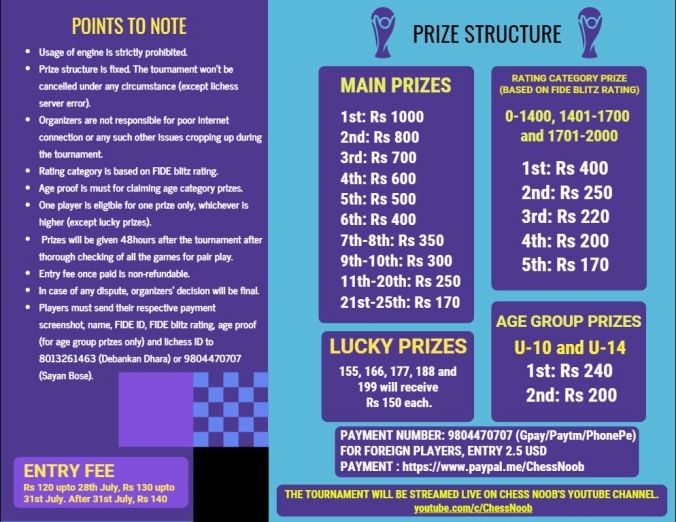 POINTS TO NOTE
• Usage of engine is strictly prohibited.
• Prize structure is fixed. The tournament won't be
cancelled under any circumstance (except lichess
server error).
• Organizers are not responsible for poor internet
connection or any such other issues cropping up during
the tournament.
• Rating category is based on FIDE blitz rating.
• Age proof is must for claiming age category prizes.
• One player is eligible for one prize only, whichever is
higher (except lucky prizes).
• Prizes will be given 48hours after the tournament after
thorough checking of all the games for pair play.
• Entry fee once paid is non-refundable.
• In case of any dispute, organizers' decision will be final.
• Players must send their respective payment
screenshot, name, FIDE ID, FIDE blitz rating, age proof
(for age group prizes only) and lichess ID to
8013261463 (Debankan Dhara) or 9804470707
(Sayan Bose).
ENTRY FEE
Rs 120 upto 28th July, Rs 130 upto
31st July. After 31st July, Rs 140
PRIZE STRUCTURE
MAIN PRIZES
1st: Rs 1000
2nd: Rs 800
3rd: Rs 700
4th: Rs 600
5th: Rs 500
6th: Rs 400
7th-8th: Rs 350
9th-10th: Rs 300
11th-20th: Rs 250
21st-25th: Rs 170
RATING CATEGORY PRIZE
(BASED ON FIDE BLITZ RATING)
0-1400, 1401-1700
and 1701-2000
1st: Rs 400
2nd: Rs 250
3rd: Rs 220
4th: Rs 200
5th: Rs 170
LUCKY PRIZES
155, 166, 177, 188 and
199 will receive
Rs 150 each.
AGE GROUP PRIZES
U-10 and U-14
1st: Rs 240
2nd: Rs 200
PAYMENT NUMBER: 9804470707 (Gpay/Paytm/PhonePe)
FOR FOREIGN PLAYERS, ENTRY 2.5 USD
PAYMENT : https://www.paypal.me/ChessNoob
THE TOURNAMENT WILL BE STREAMED LIVE ON CHESS NOOB'S YOUTUBE CHANNEL.
youtube.com/c/ChessNoob